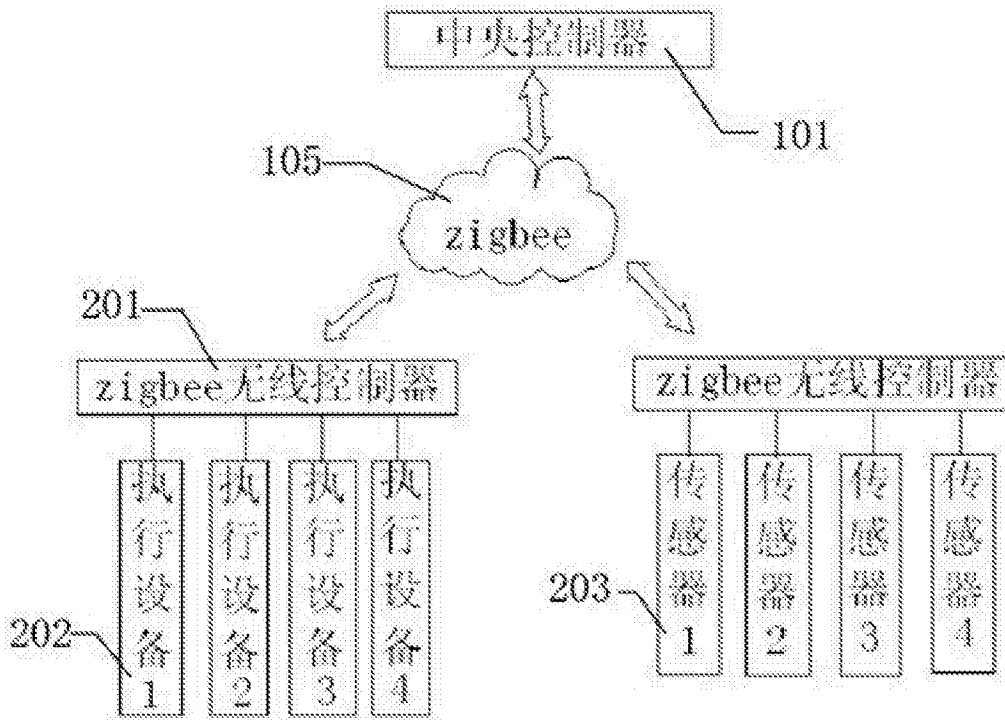 中央控制器
101
105
zigbee
201
zigbee无线控制器
zigbee无线控制器
执行设备1
执行设备2
执行设备3
执行设备4
传感器1
传感器2
传感器3
传感器4
202
203